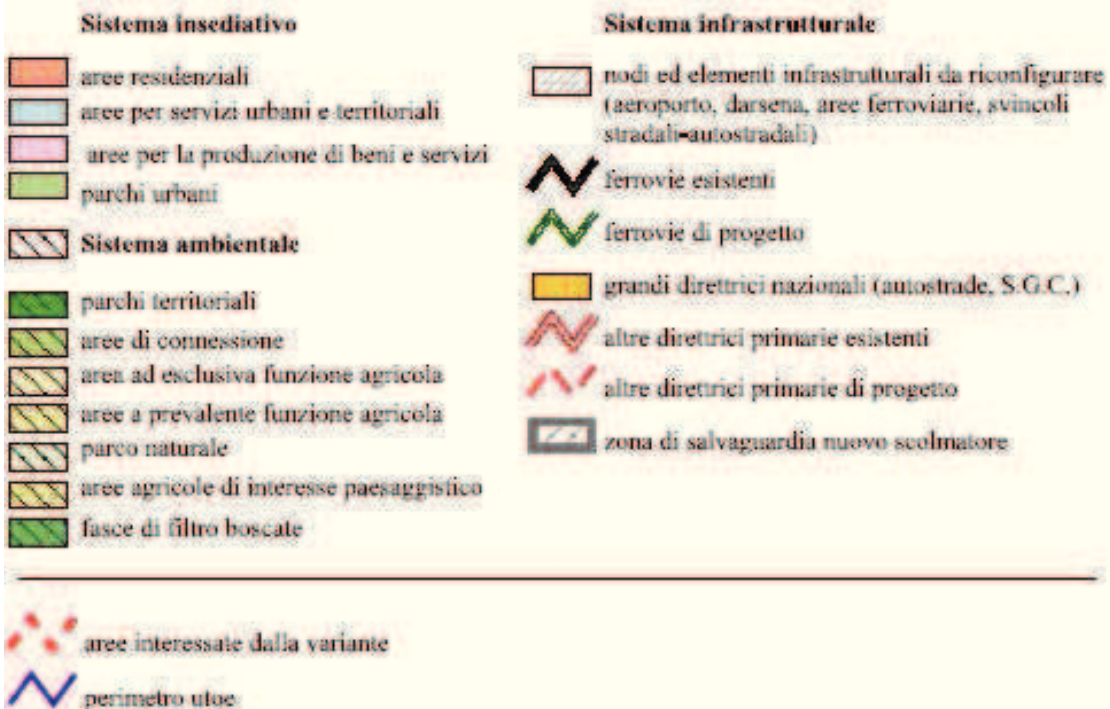 Sistema insediativo
aree residenziali
aree per servizi urbani e territoriali
aree per la produzione di beni e servizi
parchi urbani
Sistema ambientale
parchi territoriali
aree di connessione
area ad esclusiva funzione agricola
aree a prevalente funzione agricola
parco naturale
aree agricole di interesse paesaggistico
fasce di filtro boscate
Sistema infrastrutturale
nodi ed elementi infrastrutturali da riconfigurare
(aeroporto, darsena, aree ferroviarie, svincoli
stradali-autostradali)
ferrovie esistenti
ferrovie di progetto
grandi direttrici nazionali (autostrade, S.G.C.)
altre direttrici primarie esistenti
altre direttrici primarie di progetto
zona di salvaguardia nuovo scolmatore
aree interessate dalla variante
perimetro utoe